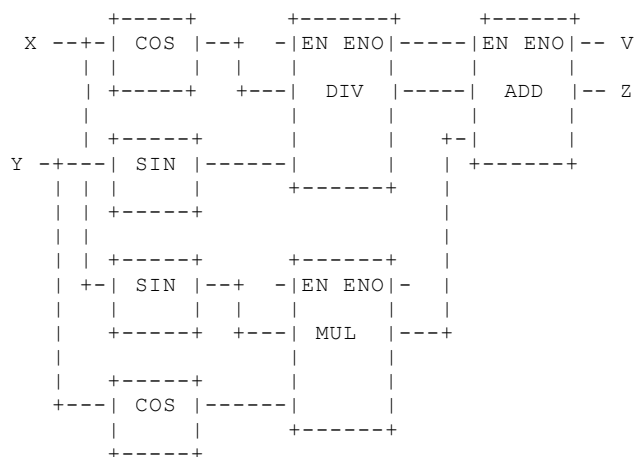 X COS EN ENO EN ENO V
DIV ADD Z
Y SIN
SIN EN ENO
MUL
COS